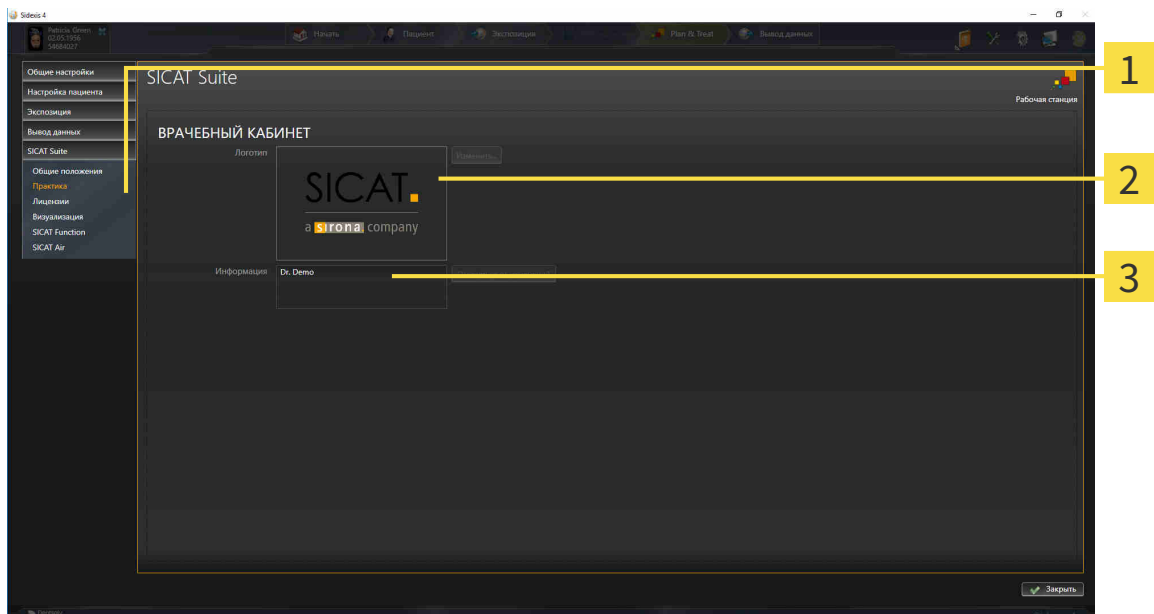 Sidexis 4
Patricia Green
02.05.1956
54684027
Начать
Пациент
Экспозиция
Plan & Treat
Вывод данных
Общие настройки
Настройка пациента
Экспозиция
Вывод данных
SICAT Suite
Общие положения
Практика
Лицензии
Визуализация
SICAT Function
SICAT Air
SICAT Suite
Рабочая станция
ВРАЧЕБНЫЙ КАБИНЕТ
Логотип
SICAT.
a sirona company
Изменить...
Информация
Dr. Demo
Закрыть
1
2
3